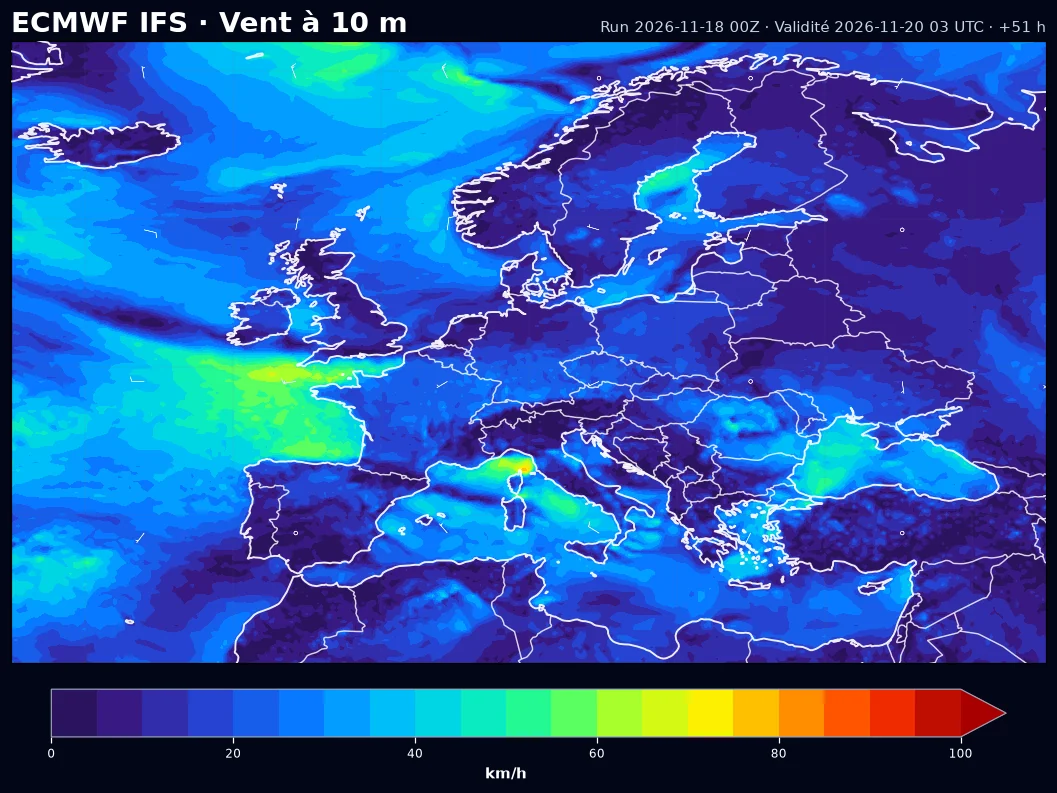 ECMWF IFS · Vent à 10 m
Run 2026-11-18 00Z · Validité 2026-11-20 03 UTC · +51 h
0 20 40 60 80 100
km/h